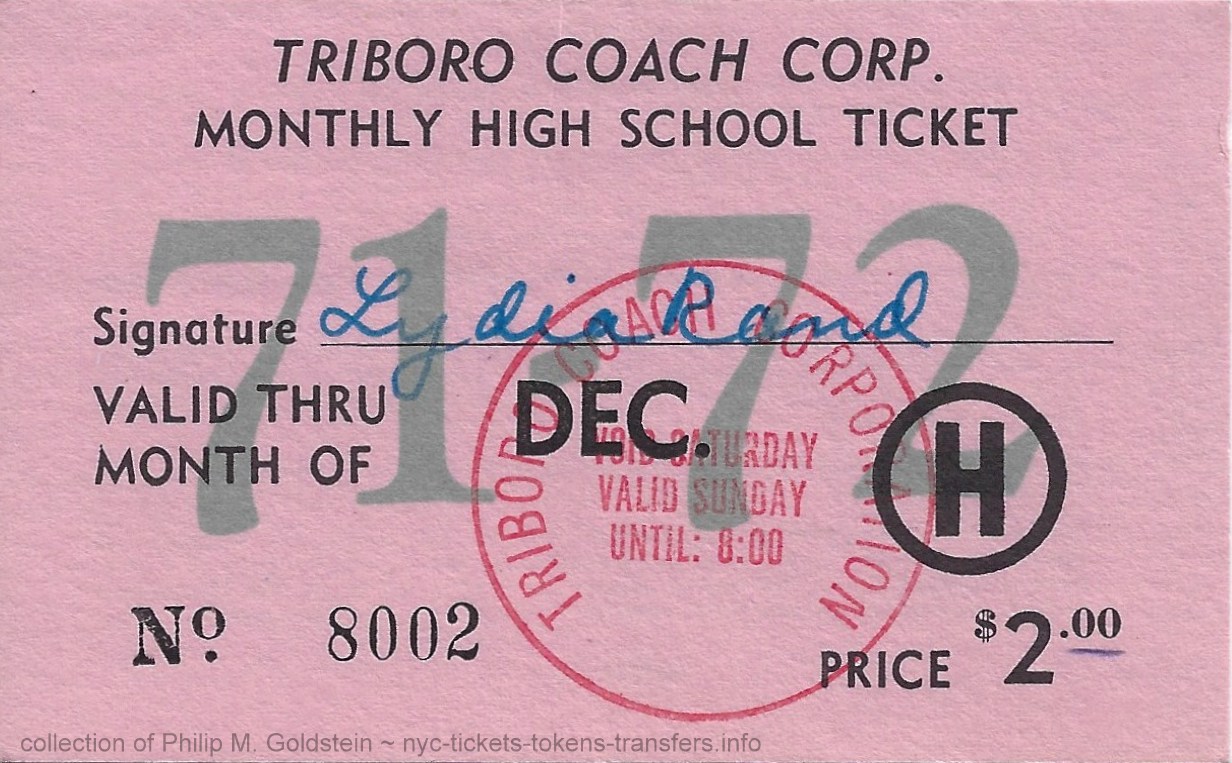 TRIBORO COACH CORP.
MONTHLY HIGH SCHOOL TICKET
71-72
Signature Lydia Rand
VALID THRU
MONTH OF
DEC.
H
TRIBORO COACH CORPORATION
VOID SATURDAY
VALID SUNDAY
UNTIL: 8:00
No. 8002
PRICE $2.00
collection of Philip M. Goldstein ~ nyc-tickets-tokens-transfers.info